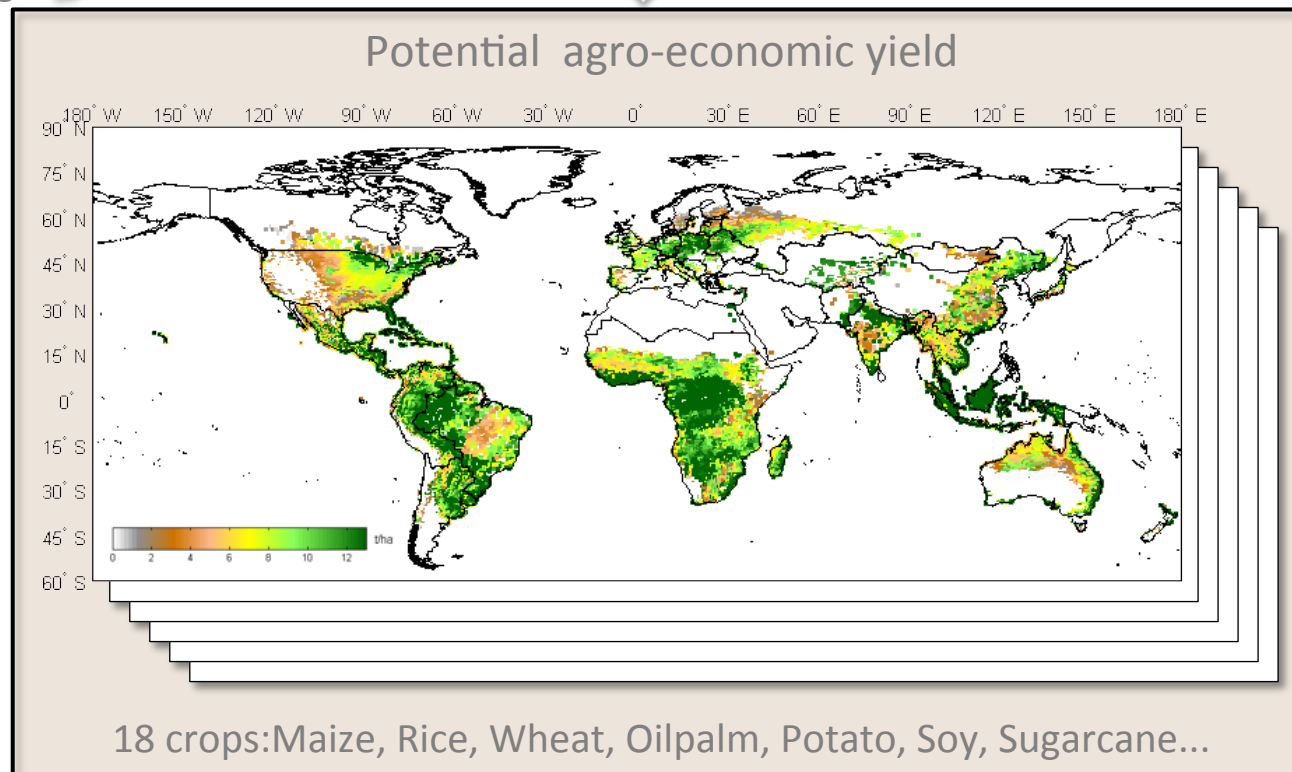 Potential agro-economic yield
180° W 150° W 120° W 90° W 60° W 30° W 0° 30° E 60° E 90° E 120° E 150° E 180° E
90° N
75° N
60° N
45° N
30° N
15° N
0°
15° S
30° S
45° S
60° S
t/ha
0 2 4 6 8 10 12
18 crops:Maize, Rice, Wheat, Oilpalm, Potato, Soy, Sugarcane...